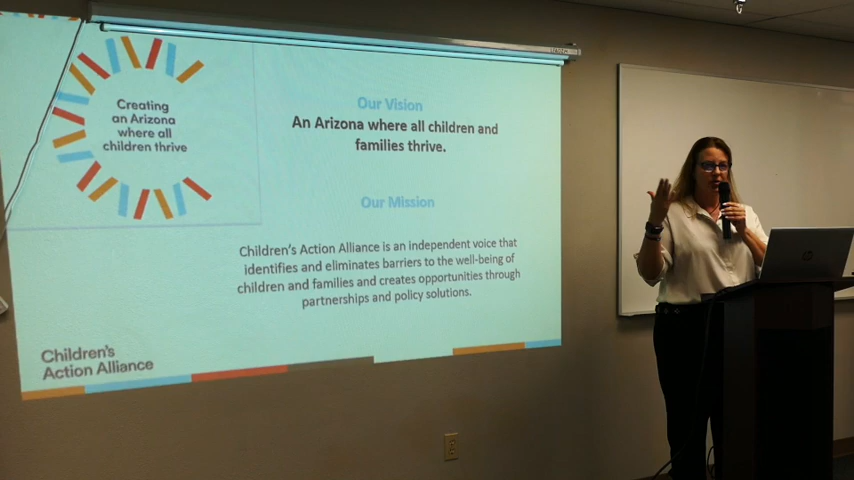 Creating
an Arizona
where all
children thrive
Our Vision
An Arizona where all children and
families thrive.
Our Mission
Children's Action Alliance is an independent voice that
identifies and eliminates barriers to the well-being of
children and families and creates opportunities through
partnerships and policy solutions.
Children's
Action Alliance
hp